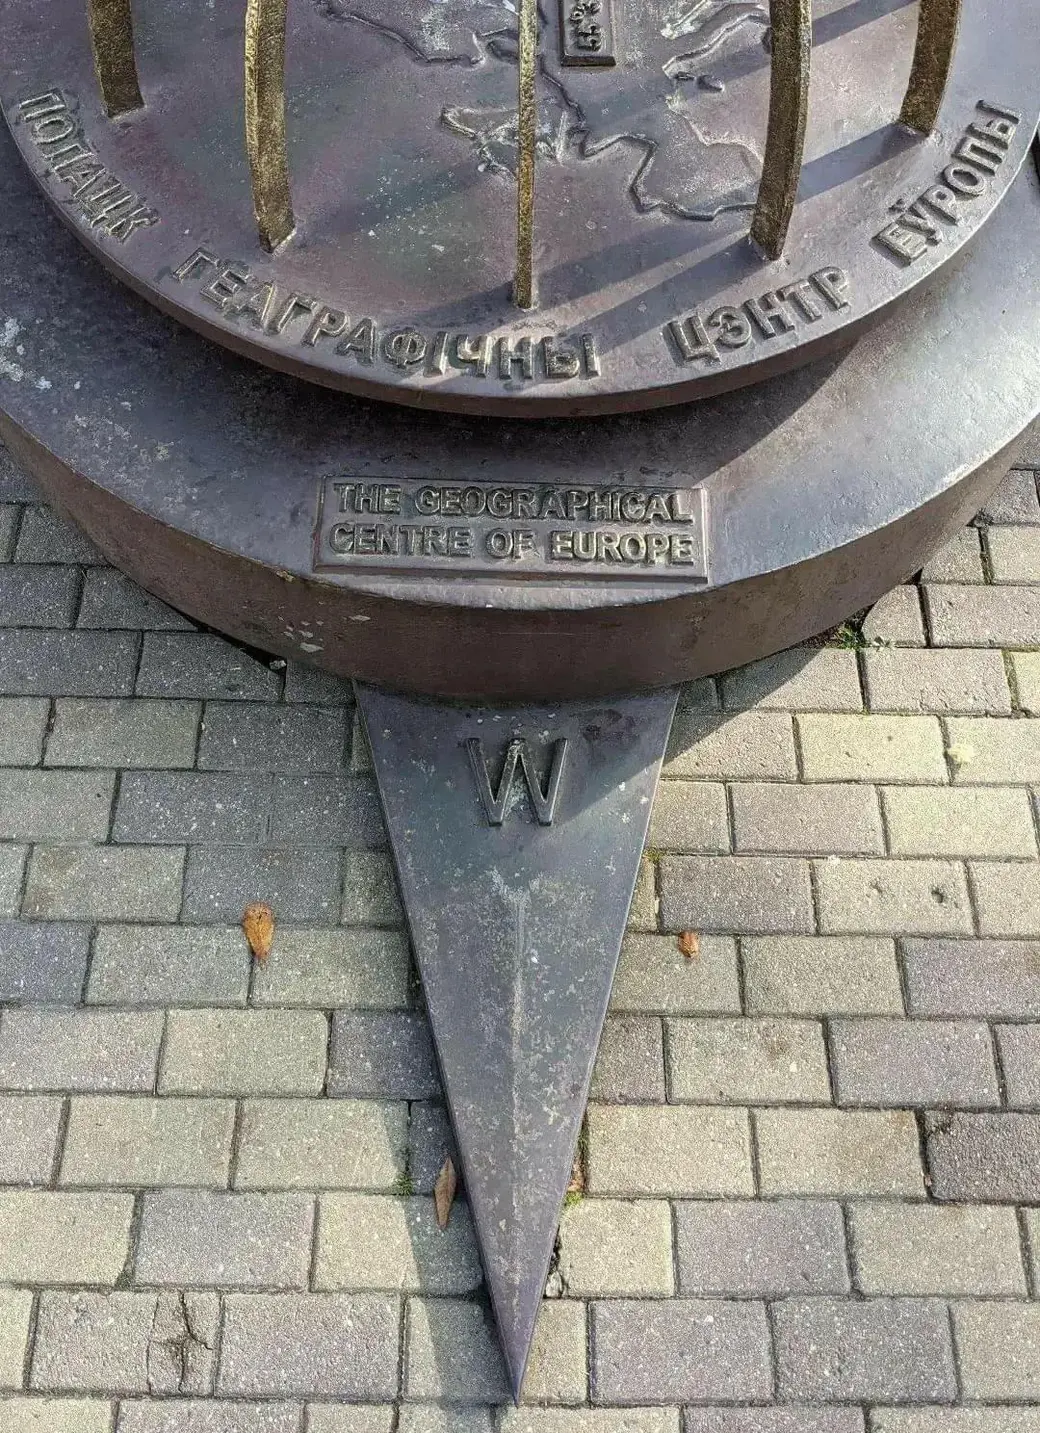 ПОЛАЦК ГЕАГРАФІЧНЫ ЦЭНТР ЕЎРОПЫ
THE GEOGRAPHICAL
CENTRE OF EUROPE
W